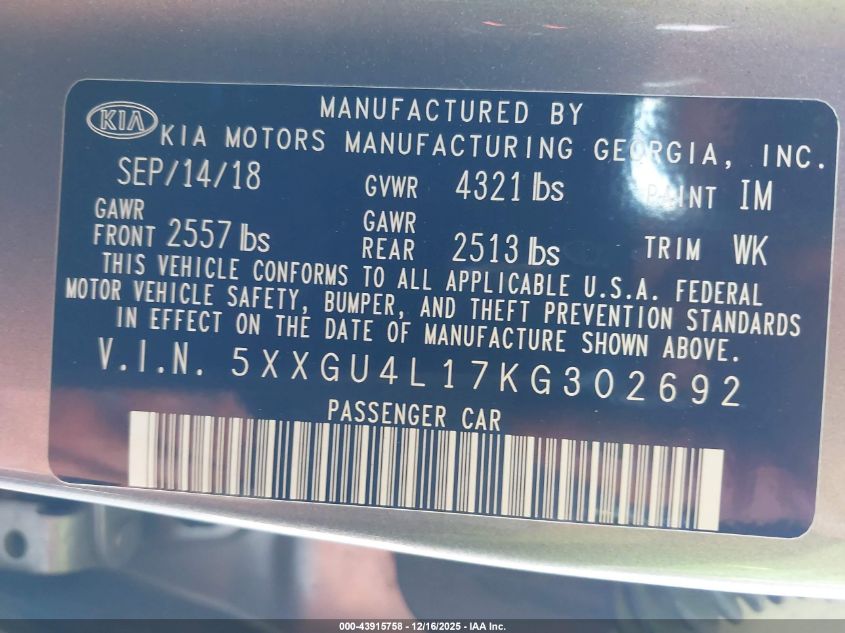 MANUFACTURED BY
KIA KIA MOTORS MANUFACTURING GEORGIA, INC.
SEP/14/18 GVWR 4321 lbs PAINT IM
GAWR FRONT 2557 lbs GAWR REAR 2513 lbs TRIM WK
THIS VEHICLE CONFORMS TO ALL APPLICABLE U.S.A. FEDERAL
MOTOR VEHICLE SAFETY, BUMPER, AND THEFT PREVENTION STANDARDS
IN EFFECT ON THE DATE OF MANUFACTURE SHOWN ABOVE.
V.I.N. 5XXGU4L17KG302692
PASSENGER CAR
000-43915758 - 12/16/2025 - IAA Inc.